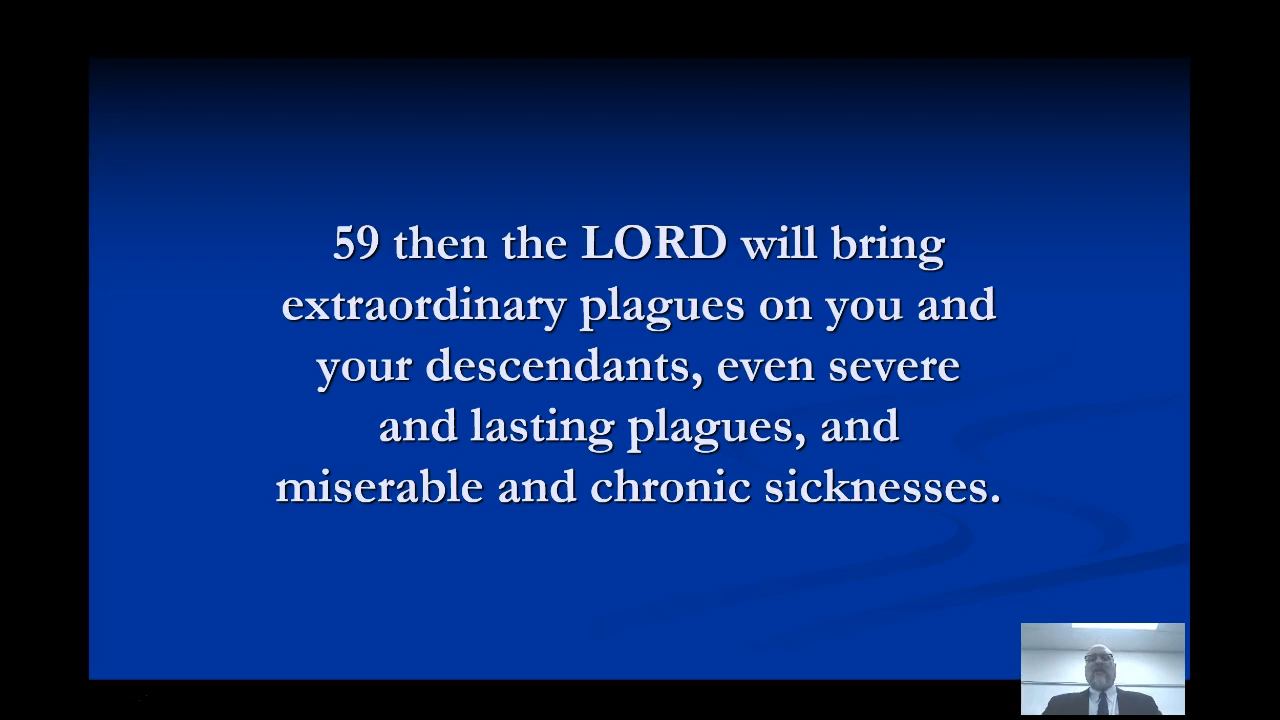 59 then the LORD will bring
extraordinary plagues on you and
your descendants, even severe
and lasting plagues, and
miserable and chronic sicknesses.